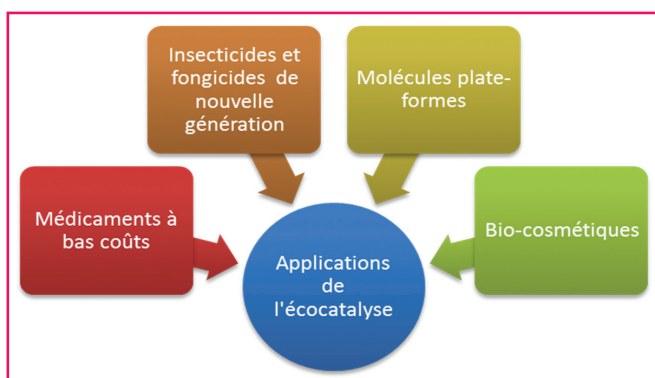 Insecticides et
fongicides de
nouvelle
génération
Molécules plate-
formes
Médicaments à
bas coûts
Bio-cosmétiques
Applications
de
l'écocatalyse